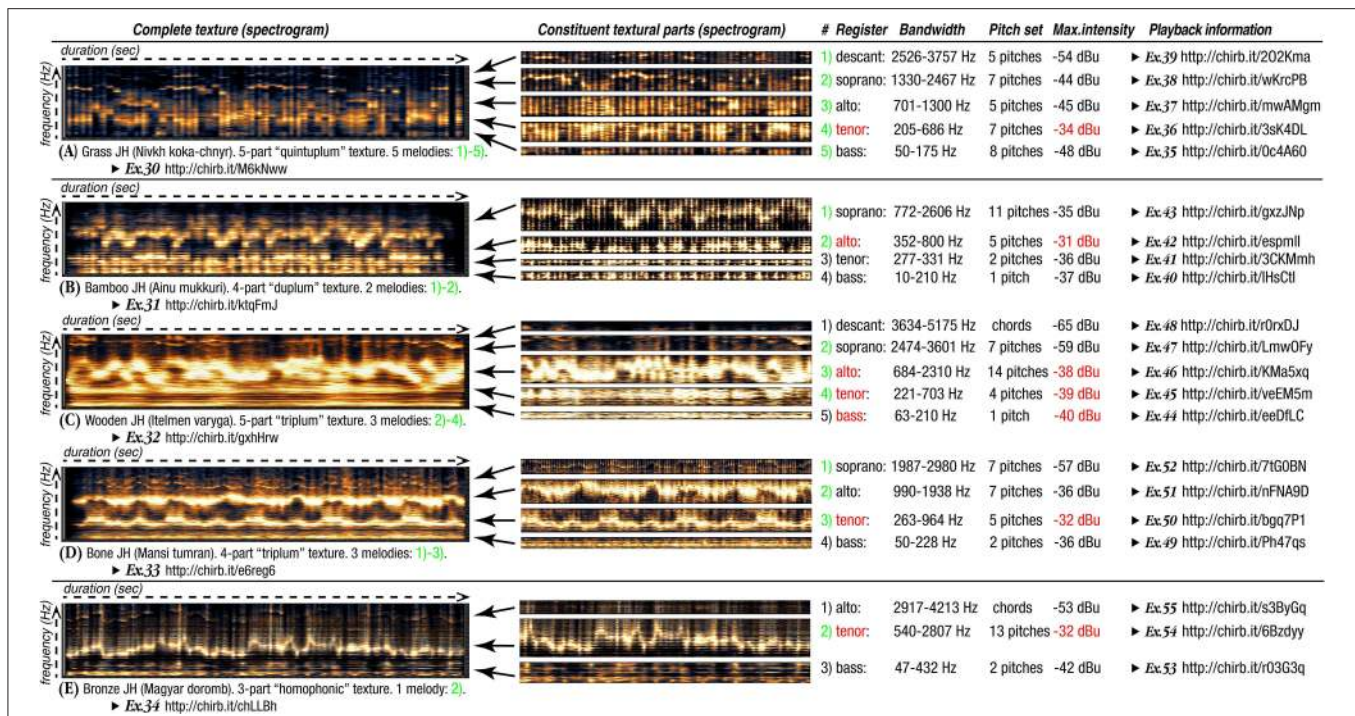 Complete texture (spectrogram) Constituent textural parts (spectrogram) # Register Bandwidth Pitch set Max.intensity Playback information
duration (sec)
frequency (Hz)
1) descant: 2526-3757 Hz 5 pitches -54 dBu ► Ex.39 http://chirb.it/2O2Kma
2) soprano: 1330-2467 Hz 7 pitches -44 dBu ► Ex.38 http://chirb.it/wKrcPB
3) alto: 701-1300 Hz 5 pitches -45 dBu ► Ex.37 http://chirb.it/mwAMgm
4) tenor: 205-686 Hz 7 pitches -34 dBu ► Ex.36 http://chirb.it/3sK4DL
5) bass: 50-175 Hz 8 pitches -48 dBu ► Ex.35 http://chirb.it/0c4A60
(A) Grass JH (Nivkh koka-chnyr). 5-part “quintuplum” texture. 5 melodies: 1)-5).
► Ex.30 http://chirb.it/M6kNww
duration (sec)
frequency (Hz)
1) soprano: 772-2606 Hz 11 pitches -35 dBu ► Ex.43 http://chirb.it/gxzJNp
2) alto: 352-800 Hz 5 pitches -31 dBu ► Ex.42 http://chirb.it/espmIl
3) tenor: 277-331 Hz 2 pitches -36 dBu ► Ex.41 http://chirb.it/3CKMmh
4) bass: 10-210 Hz 1 pitch -37 dBu ► Ex.40 http://chirb.it/IHsCtI
(B) Bamboo JH (Ainu mukkuri). 4-part “duplum” texture. 2 melodies: 1)-2).
► Ex.31 http://chirb.it/ktqFmJ
duration (sec)
frequency (Hz)
1) descant: 3634-5175 Hz chords -65 dBu ► Ex.48 http://chirb.it/r0rxDJ
2) soprano: 2474-3601 Hz 7 pitches -59 dBu ► Ex.47 http://chirb.it/LmwOFy
3) alto: 684-2310 Hz 14 pitches -38 dBu ► Ex.46 http://chirb.it/KMa5xq
4) tenor: 221-703 Hz 4 pitches -39 dBu ► Ex.45 http://chirb.it/veEM5m
5) bass: 63-210 Hz 1 pitch -40 dBu ► Ex.44 http://chirb.it/eeDfLC
(C) Wooden JH (Itelmen varyga). 5-part “triplum” texture. 3 melodies: 2)-4).
► Ex.32 http://chirb.it/gxhHrw
duration (sec)
frequency (Hz)
1) soprano: 1987-2980 Hz 7 pitches -57 dBu ► Ex.52 http://chirb.it/7tG0BN
2) alto: 990-1938 Hz 7 pitches -36 dBu ► Ex.51 http://chirb.it/nFNA9D
3) tenor: 263-964 Hz 5 pitches -32 dBu ► Ex.50 http://chirb.it/bgq7P1
4) bass: 50-228 Hz 2 pitches -36 dBu ► Ex.49 http://chirb.it/Ph47qs
(D) Bone JH (Mansi tumran). 4-part “triplum” texture. 3 melodies: 1)-3).
► Ex.33 http://chirb.it/e6reg6
duration (sec)
frequency (Hz)
1) alto: 2917-4213 Hz chords -53 dBu ► Ex.55 http://chirb.it/s3ByGq
2) tenor: 540-2807 Hz 13 pitches -32 dBu ► Ex.54 http://chirb.it/6Bzdyy
3) bass: 47-432 Hz 2 pitches -42 dBu ► Ex.53 http://chirb.it/rO3G3q
(E) Bronze JH (Magyar doromb). 3-part “homophonic” texture. 1 melody: 2).
► Ex.34 http://chirb.it/chLLBh